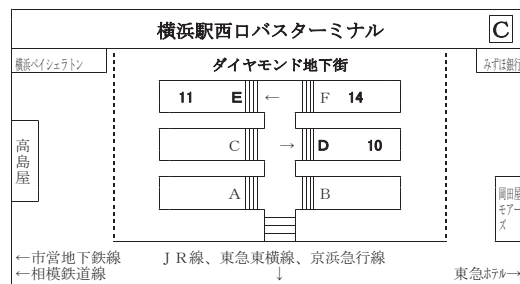 横浜駅西口バスターミナル
C
横浜ベイシェラトン
ダイヤモンド地下街
みずほ銀行
11 E ← F 14
高島屋
C → D 10
A B
岡田屋モアーズ
←市営地下鉄線 JR線、東急東横線、京浜急行線
←相模鉄道線 ↓ 東急ホテル→